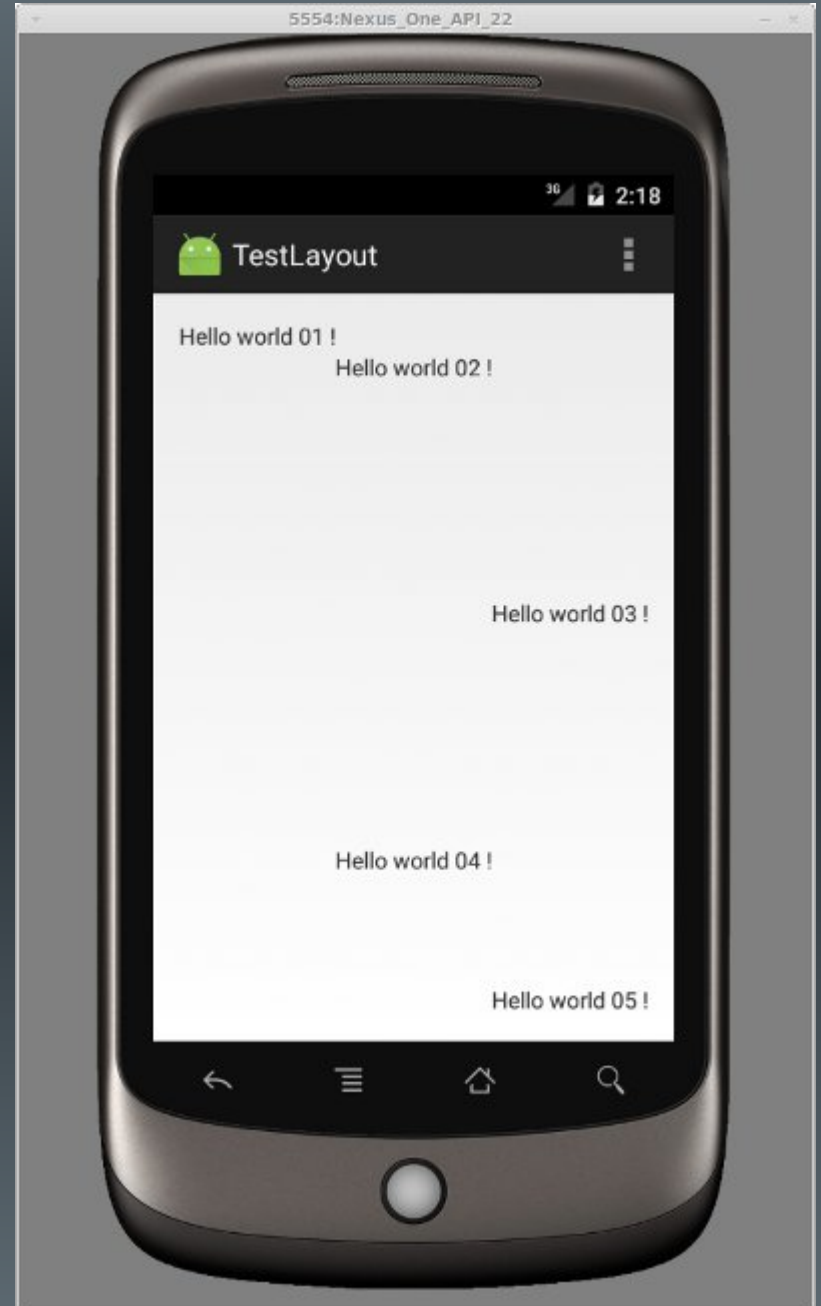 5554:Nexus_One_API_22
3G 2:18
TestLayout
Hello world 01 !
Hello world 02 !
Hello world 03 !
Hello world 04 !
Hello world 05 !